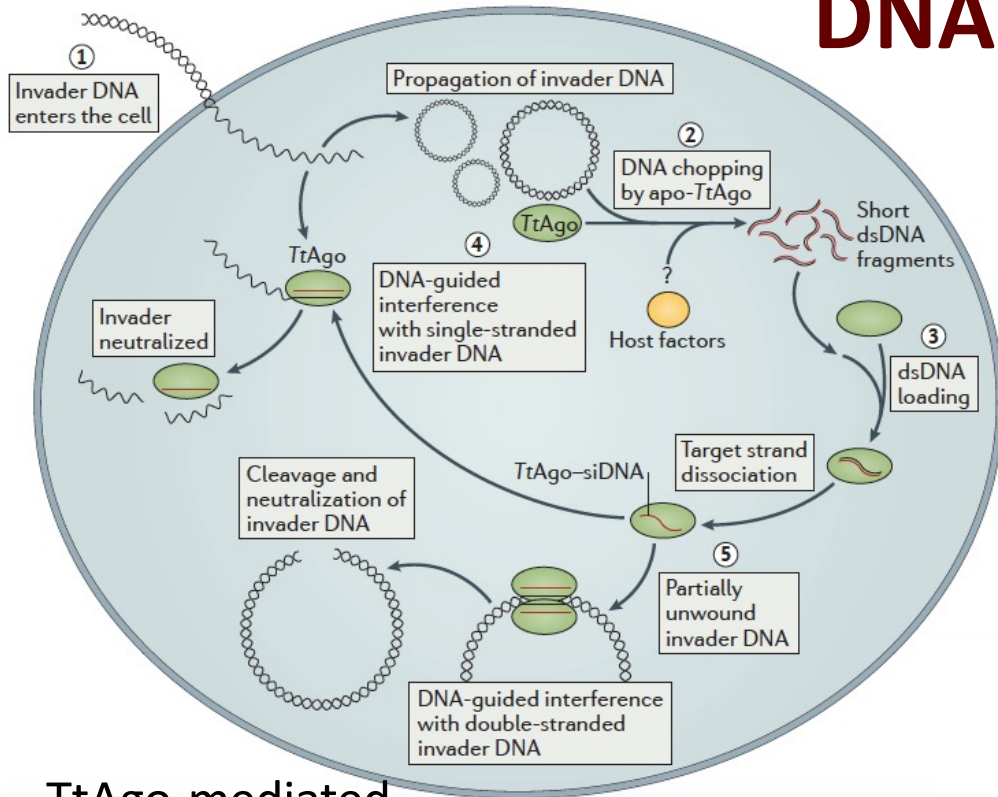 DNA
①
Invader DNA
enters the cell
Propagation of invader DNA
②
DNA chopping
by apo-TtAgo
TtAgo
Short
dsDNA
fragments
?
Host factors
③
dsDNA
loading
④
DNA-guided
interference
with single-stranded
invader DNA
TtAgo
Invader
neutralized
Target strand
dissociation
TtAgo–siDNA
⑤
Partially
unwound
invader DNA
Cleavage and
neutralization of
invader DNA
DNA-guided interference
with double-stranded
invader DNA
TtAgo-mediated